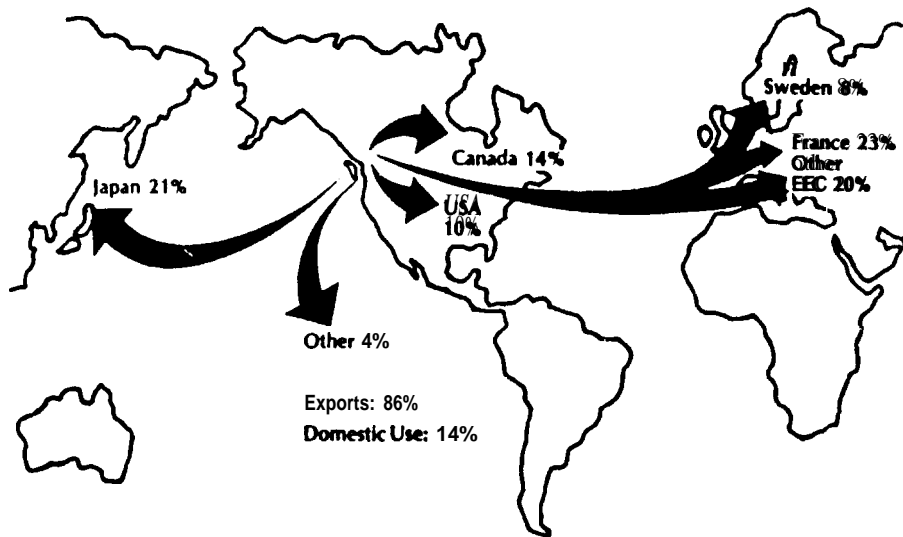 Sweden 8%
France 23%
Other
EEC 20%
Canada 14%
Japan 21%
USA
10%
Other 4%
Exports: 86%
Domestic Use: 14%